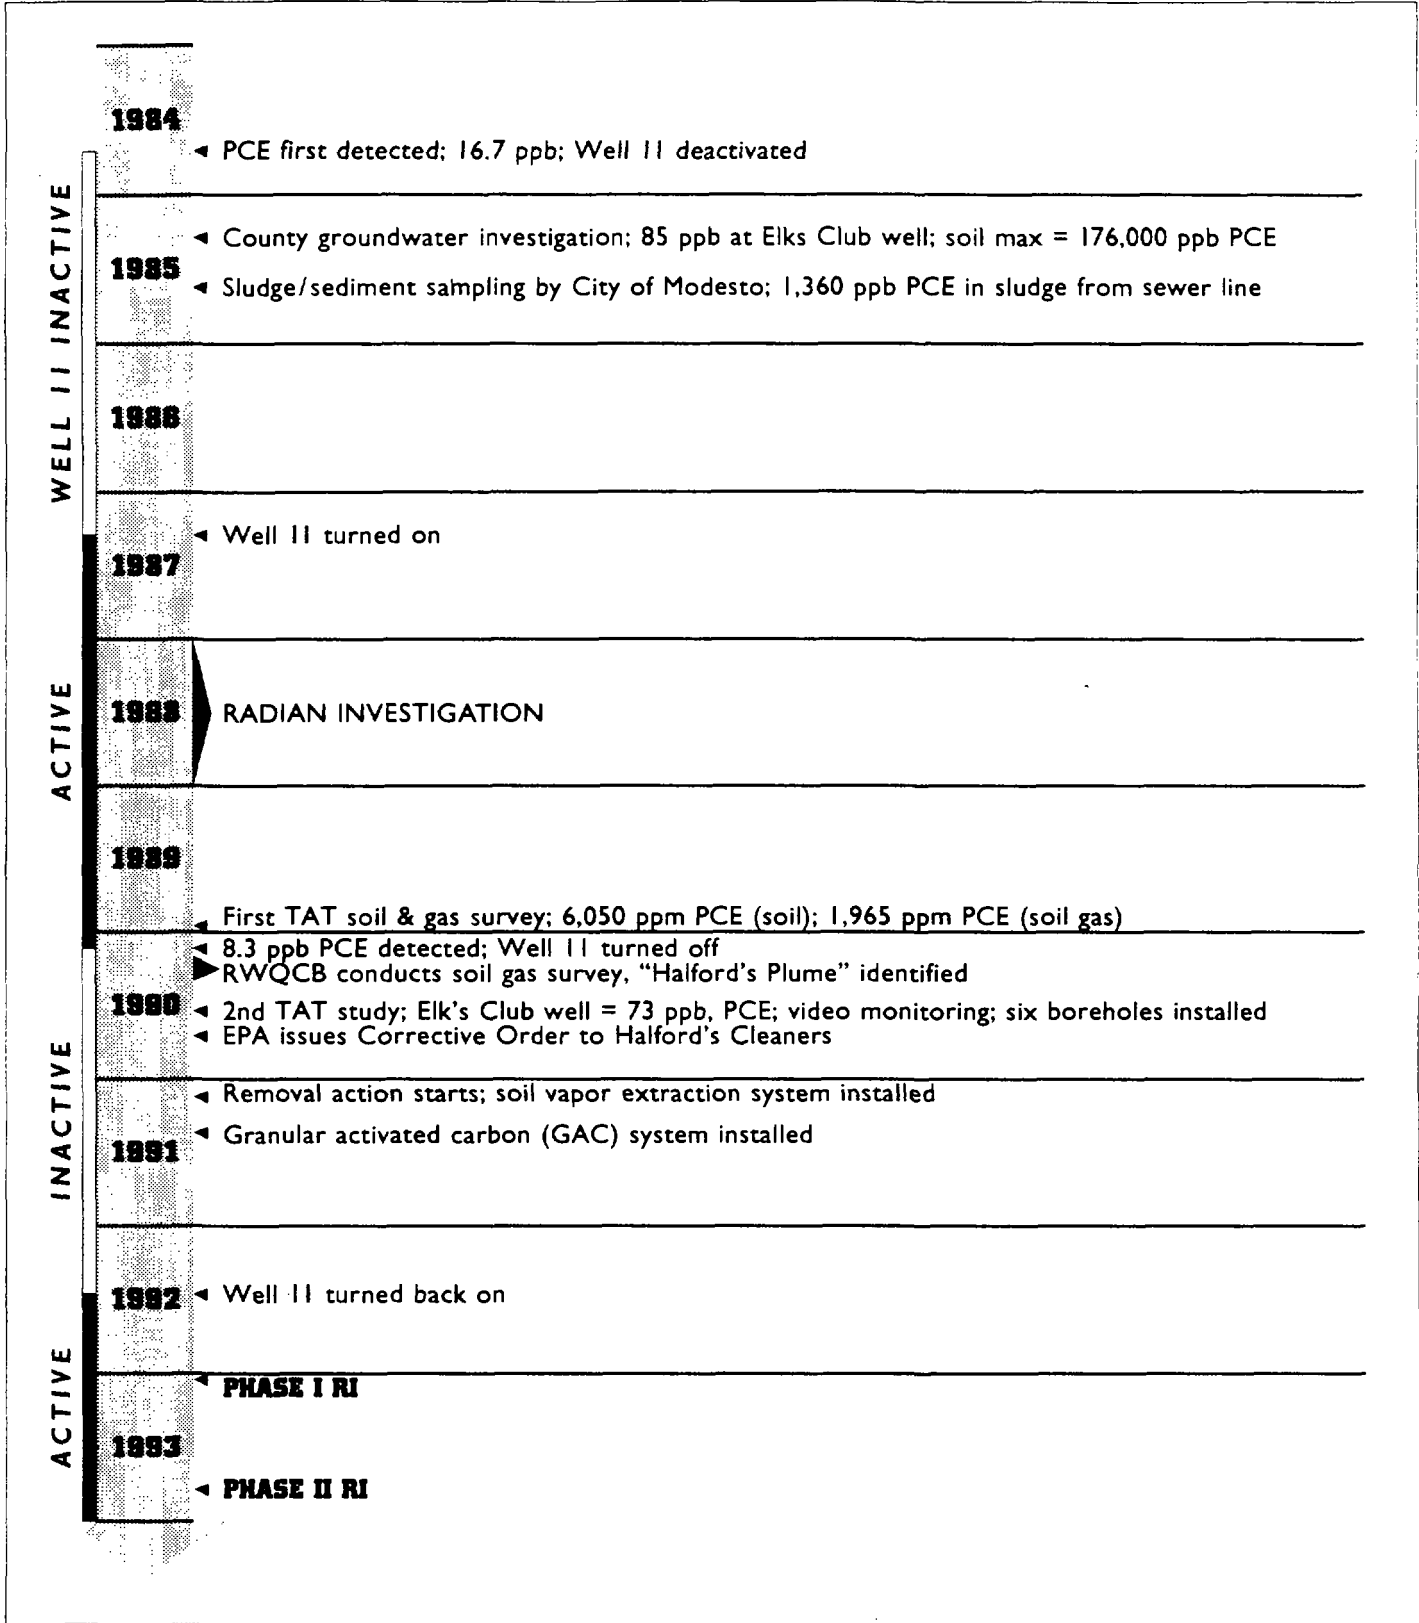 1984
PCE first detected; 16.7 ppb; Well 11 deactivated
WELL 11 INACTIVE
County groundwater investigation; 85 ppb at Elks Club well; soil max = 176,000 ppb PCE
1985
Sludge/sediment sampling by City of Modesto; 1,360 ppb PCE in sludge from sewer line
1986
Well 11 turned on
1987
ACTIVE
1988
RADIAN INVESTIGATION
1989
First TAT soil & gas survey; 6,050 ppm PCE (soil); 1,965 ppm PCE (soil gas)
8.3 ppb PCE detected; Well 11 turned off
RWQCB conducts soil gas survey, “Halford’s Plume” identified
1990
2nd TAT study; Elk’s Club well = 73 ppb, PCE; video monitoring; six boreholes installed
EPA issues Corrective Order to Halford’s Cleaners
INACTIVE
Removal action starts; soil vapor extraction system installed
Granular activated carbon (GAC) system installed
1991
1992
Well 11 turned back on
ACTIVE
PHASE I RI
1993
PHASE II RI